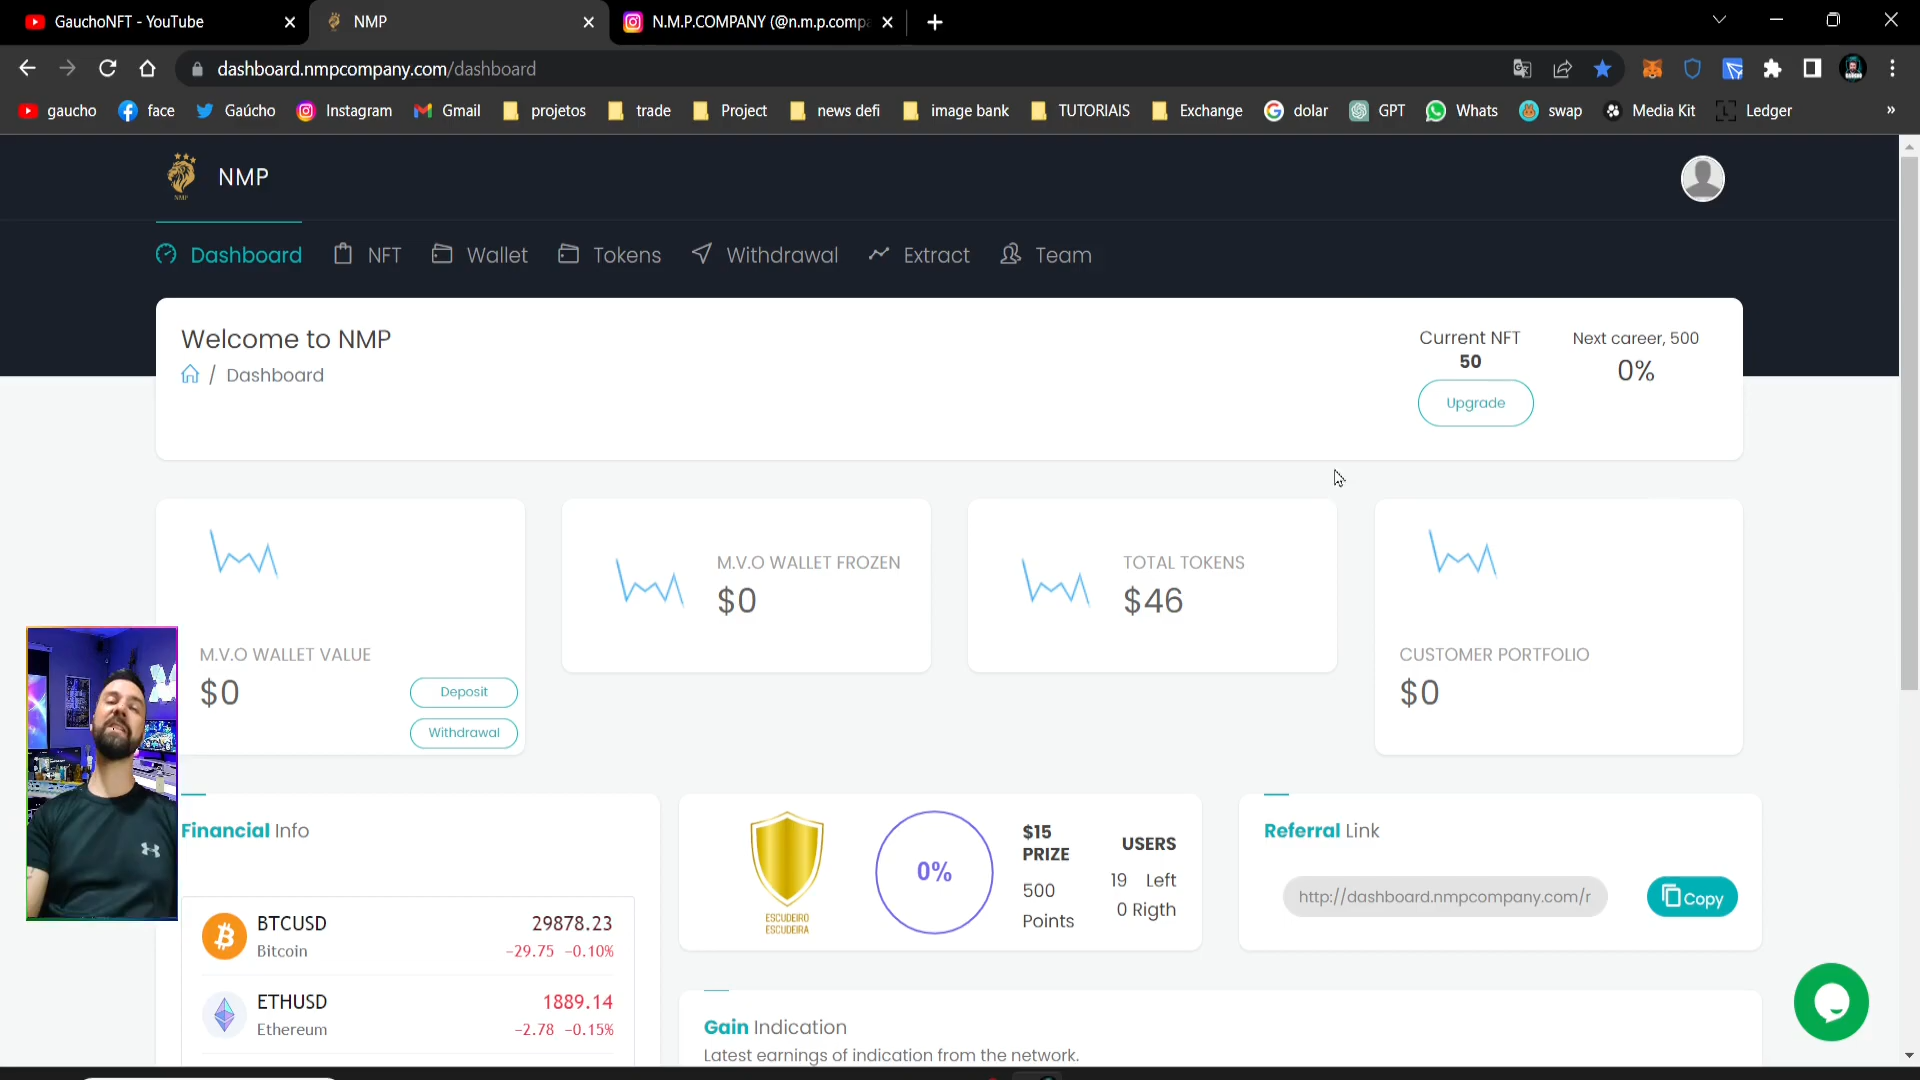 GauchoNFT - YouTube
NMP
N.M.P.COMPANY (@n.m.p.compa
dashboard.nmpcompany.com/dashboard
gaucho
face
Gaúcho
Instagram
Gmail
projetos
trade
Project
news defi
image bank
TUTORIAIS
Exchange
dolar
GPT
Whats
swap
Media Kit
Ledger
»
NMP
NMP
Dashboard
NFT
Wallet
Tokens
Withdrawal
Extract
Team
Welcome to NMP
/ Dashboard
Current NFT
50
Upgrade
Next career, 500
0%
M.V.O WALLET VALUE
$0
Deposit
Withdrawal
M.V.O WALLET FROZEN
$0
TOTAL TOKENS
$46
CUSTOMER PORTFOLIO
$0
Financial Info
BTCUSD
Bitcoin
29878.23
-29.75 -0.10%
ETHUSD
Ethereum
1889.14
-2.78 -0.15%
ESCUDEIRO
ESCUDEIRA
0%
$15
PRIZE
500
Points
USERS
19 Left
0 Rigth
Referral Link
http://dashboard.nmpcompany.com/r
Copy
Gain Indication
Latest earnings of indication from the network.